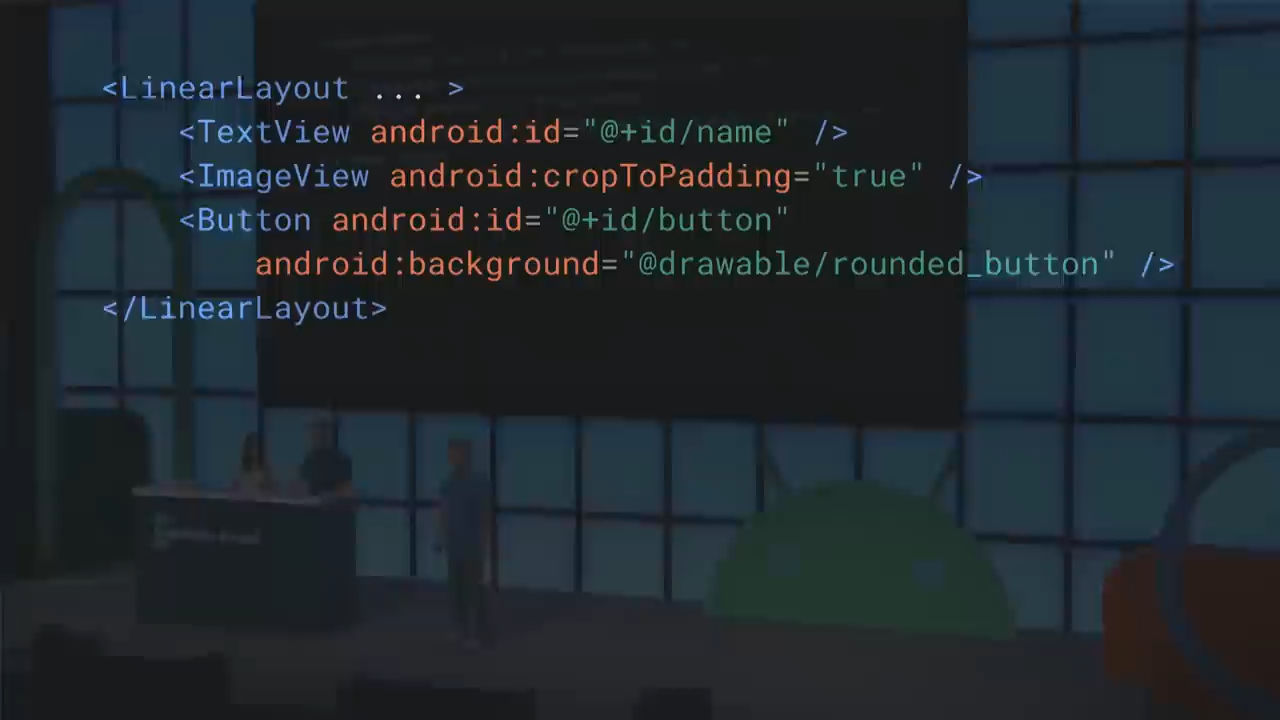 <LinearLayout ... >
<TextView android:id="@+id/name" />
<ImageView android:cropToPadding="true" />
<Button android:id="@+id/button"
android:background="@drawable/rounded_button" />
</LinearLayout>